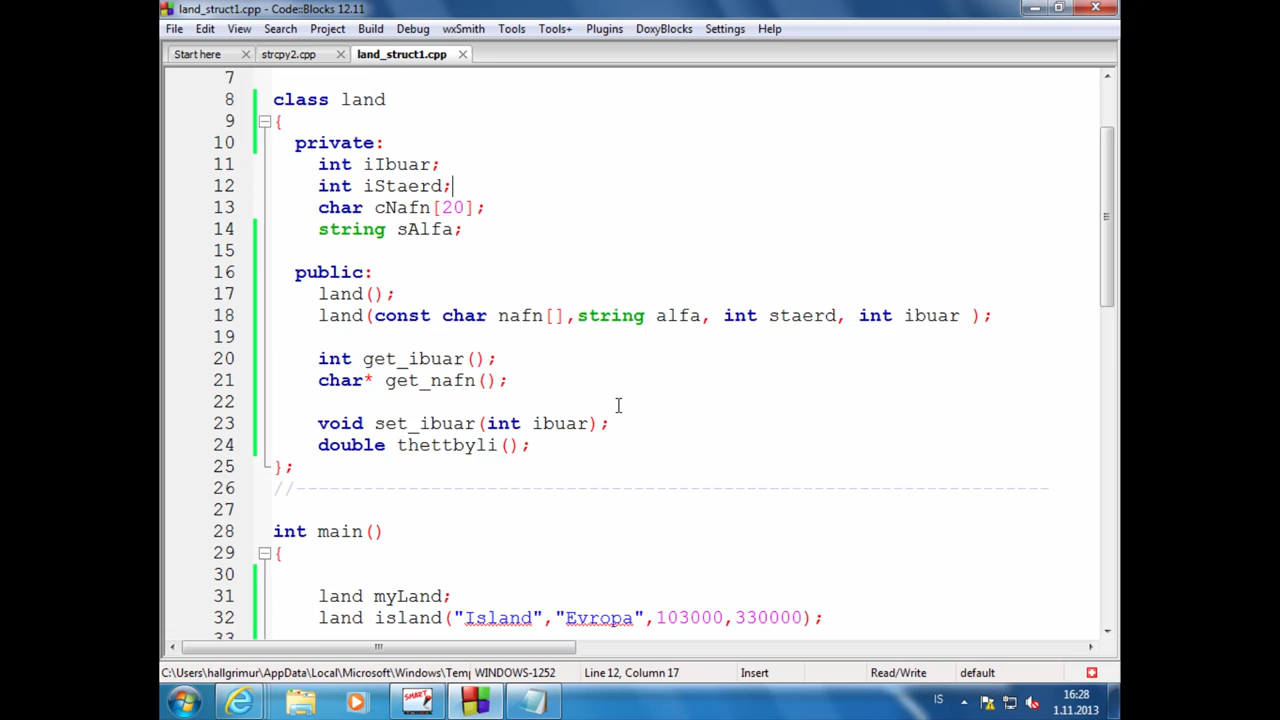 land_struct1.cpp - Code::Blocks 12.11
File Edit View Search Project Build Debug wxSmith Tools Tools+ Plugins DoxyBlocks Settings Help
Start here strcpy2.cpp land_struct1.cpp
7
8 class land
9 {
10 private:
11 int iIbuar;
12 int iStaerd;
13 char cNafn[20];
14 string sAlfa;
15
16 public:
17 land();
18 land(const char nafn[],string alfa, int staerd, int ibuar );
19
20 int get_ibuar();
21 char* get_nafn();
22
23 void set_ibuar(int ibuar);
24 double thettbyli();
25 };
26 //-------------------------------------------------------------------
27
28 int main()
29 {
30
31 land myLand;
32 land island("Island","Evropa",103000,330000);
33
C:\Users\hallgrimur\AppData\Local\Microsoft\Windows\Temp WINDOWS-1252 Line 12, Column 17 Insert Read/Write default
SMART IS 16:28
1.11.2013